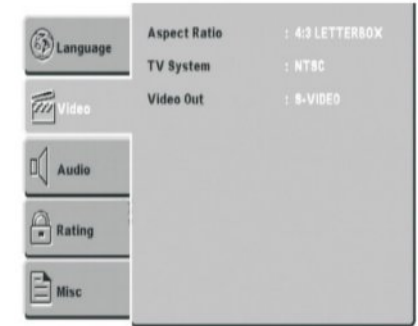 Language
Video
Audio
Rating
Misc
Aspect Ratio : 4:3 LETTERBOX
TV System : NTSC
Video Out : S-VIDEO